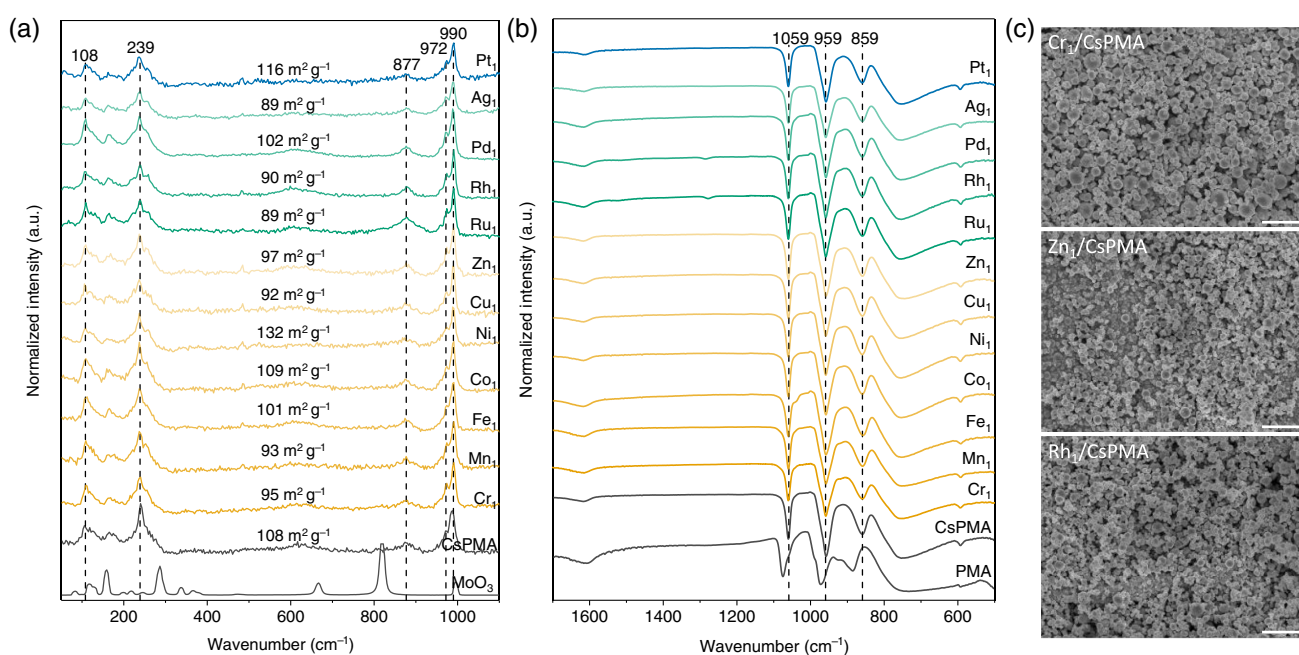 (a)
108
239
972
990
877
Pt₁
116 m² g⁻¹
Ag₁
89 m² g⁻¹
Pd₁
102 m² g⁻¹
Rh₁
90 m² g⁻¹
Ru₁
89 m² g⁻¹
Zn₁
97 m² g⁻¹
Cu₁
92 m² g⁻¹
Ni₁
132 m² g⁻¹
Co₁
109 m² g⁻¹
Fe₁
101 m² g⁻¹
Mn₁
93 m² g⁻¹
Cr₁
95 m² g⁻¹
CsPMA
108 m² g⁻¹
MoO₃
Normalized intensity (a.u.)
200 400 600 800 1000
Wavenumber (cm⁻¹)
(b)
1059 959 859
Pt₁
Ag₁
Pd₁
Rh₁
Ru₁
Zn₁
Cu₁
Ni₁
Co₁
Fe₁
Mn₁
Cr₁
CsPMA
PMA
Normalized intensity (a.u.)
1600 1400 1200 1000 800 600
Wavenumber (cm⁻¹)
(c)
Cr₁/CsPMA
Zn₁/CsPMA
Rh₁/CsPMA